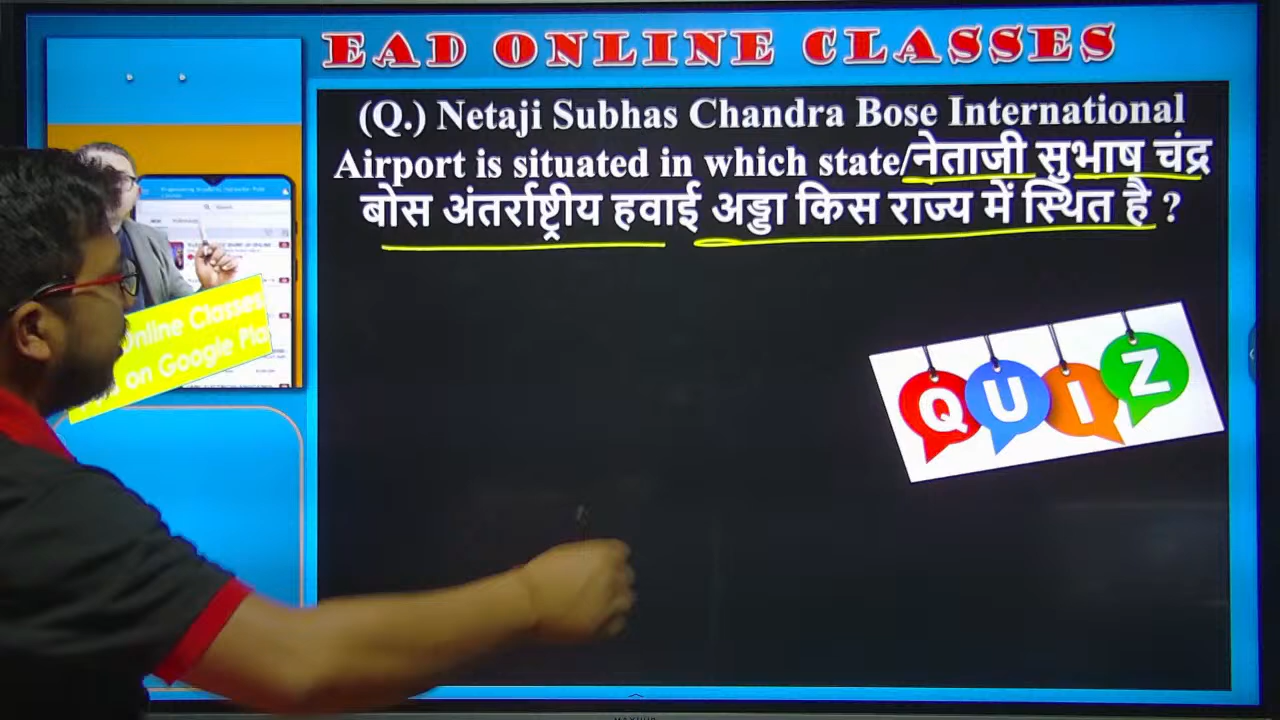 EAD ONLINE CLASSES
(Q.) Netaji Subhas Chandra Bose International
Airport is situated in which state/नेताजी सुभाष चंद्र
बोस अंतर्राष्ट्रीय हवाई अड्डा किस राज्य में स्थित है ?
QUIZ
Online Classes
on Google Pla